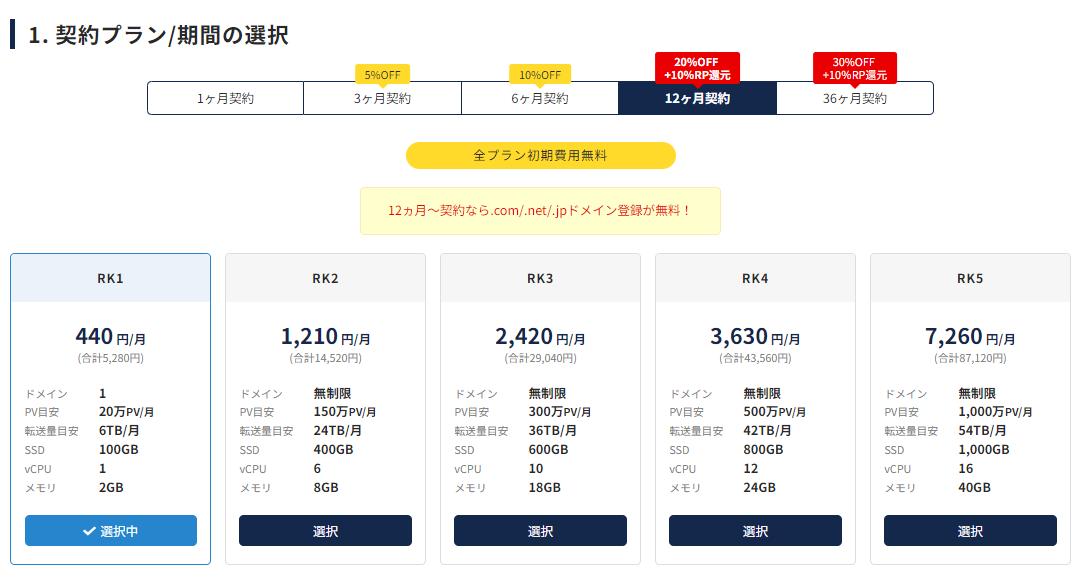 1. 契約プラン/期間の選択
5%OFF
10%OFF
20%OFF
+10%RP還元
30%OFF
+10%RP還元
1ヶ月契約
3ヶ月契約
6ヶ月契約
12ヶ月契約
36ヶ月契約
全プラン初期費用無料
12ヵ月～契約なら.com/.net/.jpドメイン登録が無料！
RK1
440 円/月
(合計5,280円)
ドメイン 1
PV目安 20万PV/月
転送量目安 6TB/月
SSD 100GB
vCPU 1
メモリ 2GB
選択中
RK2
1,210 円/月
(合計14,520円)
ドメイン 無制限
PV目安 150万PV/月
転送量目安 24TB/月
SSD 400GB
vCPU 6
メモリ 8GB
選択
RK3
2,420 円/月
(合計29,040円)
ドメイン 無制限
PV目安 300万PV/月
転送量目安 36TB/月
SSD 600GB
vCPU 10
メモリ 18GB
選択
RK4
3,630 円/月
(合計43,560円)
ドメイン 無制限
PV目安 500万PV/月
転送量目安 42TB/月
SSD 800GB
vCPU 12
メモリ 24GB
選択
RK5
7,260 円/月
(合計87,120円)
ドメイン 無制限
PV目安 1,000万PV/月
転送量目安 54TB/月
SSD 1,000GB
vCPU 16
メモリ 40GB
選択